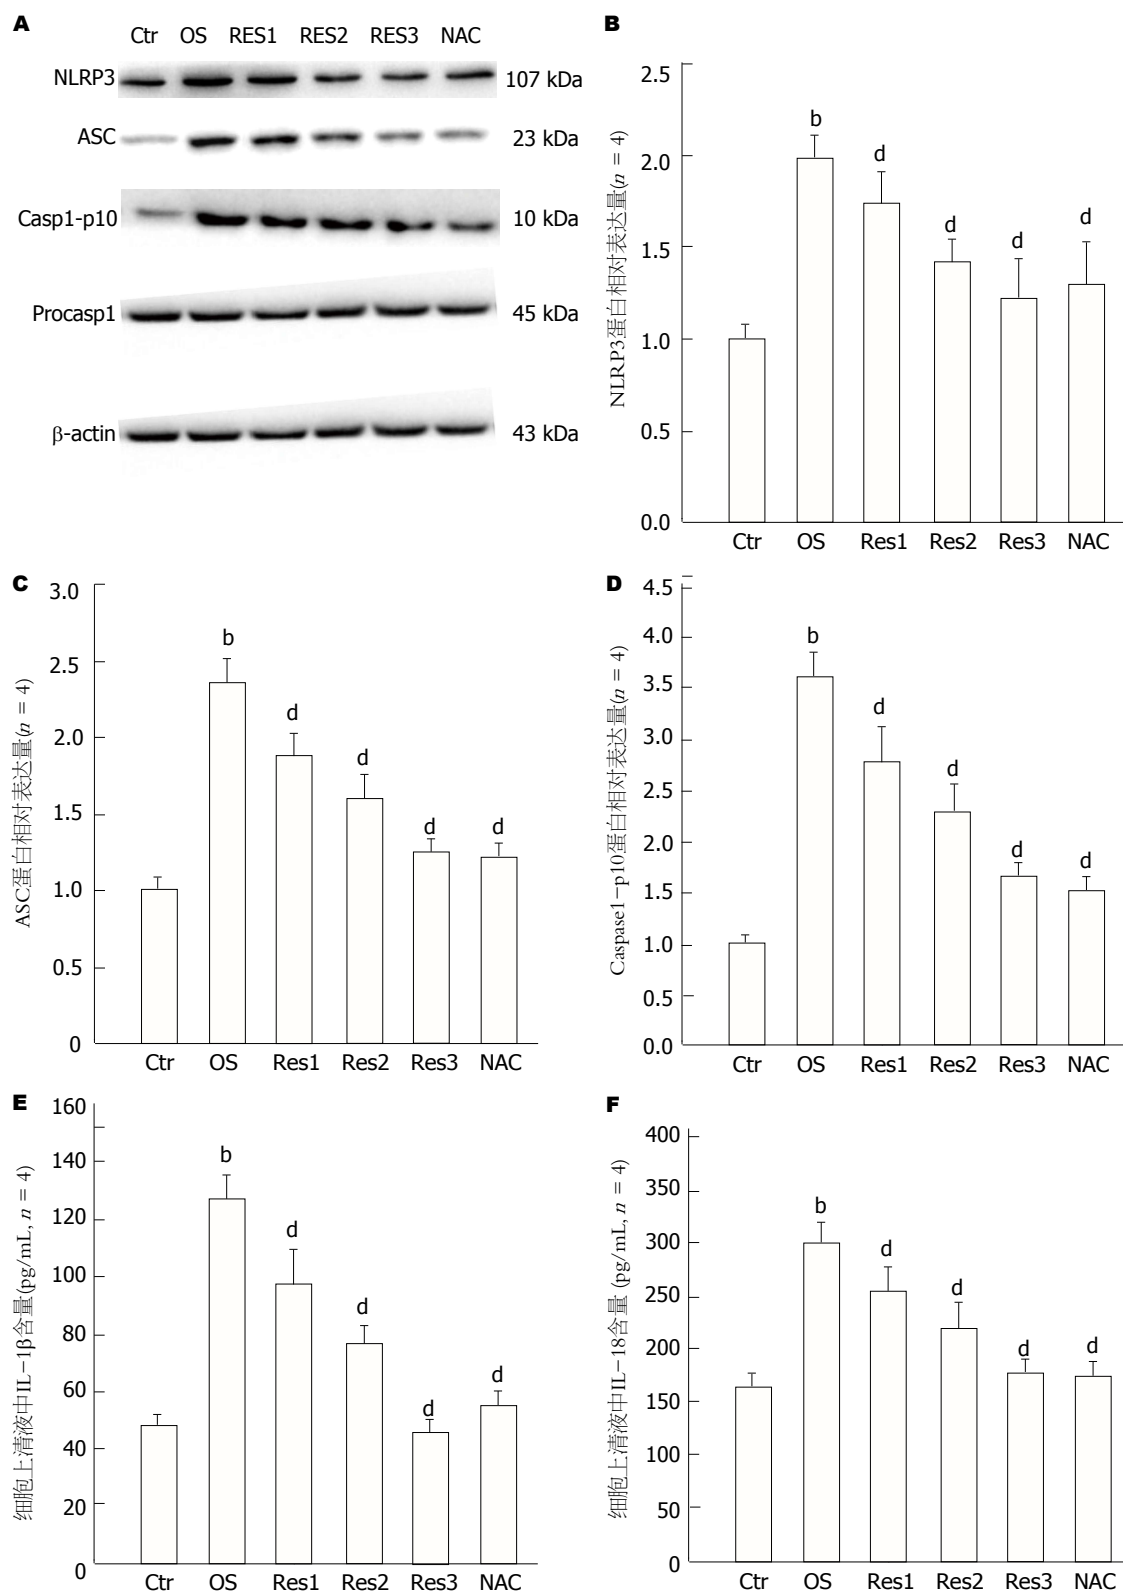 A
Ctr OS RES1 RES2 RES3 NAC
NLRP3 107 kDa
ASC 23 kDa
Casp1-p10 10 kDa
Procasp1 45 kDa
β-actin 43 kDa
B
NLRP3蛋白相对表达量(n = 4)
2.5
2.0
1.5
1.0
0.5
0.0
b
d
d
d
d
Ctr OS Res1 Res2 Res3 NAC
C
ASC蛋白相对表达量(n = 4)
3.0
2.5
2.0
1.5
1.0
0.5
0
b
d
d
d
d
Ctr OS Res1 Res2 Res3 NAC
D
Caspase1-p10蛋白相对表达量(n = 4)
4.5
4.0
3.5
3.0
2.5
2.0
1.5
1.0
0.5
0.0
b
d
d
d
d
Ctr OS Res1 Res2 Res3 NAC
E
细胞上清液中IL-1β含量(pg/mL, n = 4)
160
140
120
100
80
60
40
20
0
b
d
d
d
d
Ctr OS Res1 Res2 Res3 NAC
F
细胞上清液中IL-18含量 (pg/mL, n = 4)
400
350
300
250
200
150
100
50
0
b
d
d
d
d
Ctr OS Res1 Res2 Res3 NAC